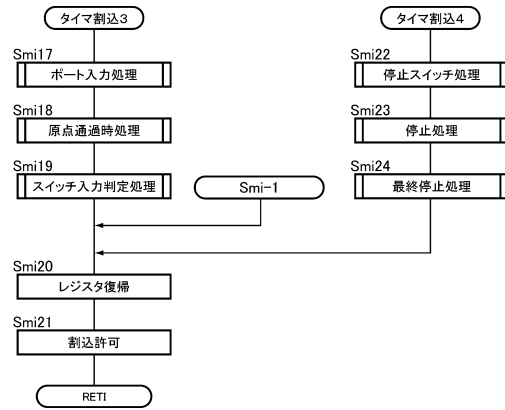 タイマ割込3
タイマ割込4
Smi17
ポート入力処理
Smi22
停止スイッチ処理
Smi18
原点通過時処理
Smi23
停止処理
Smi19
スイッチ入力判定処理
Smi-1
Smi24
最終停止処理
Smi20
レジスタ復帰
Smi21
割込許可
RETI